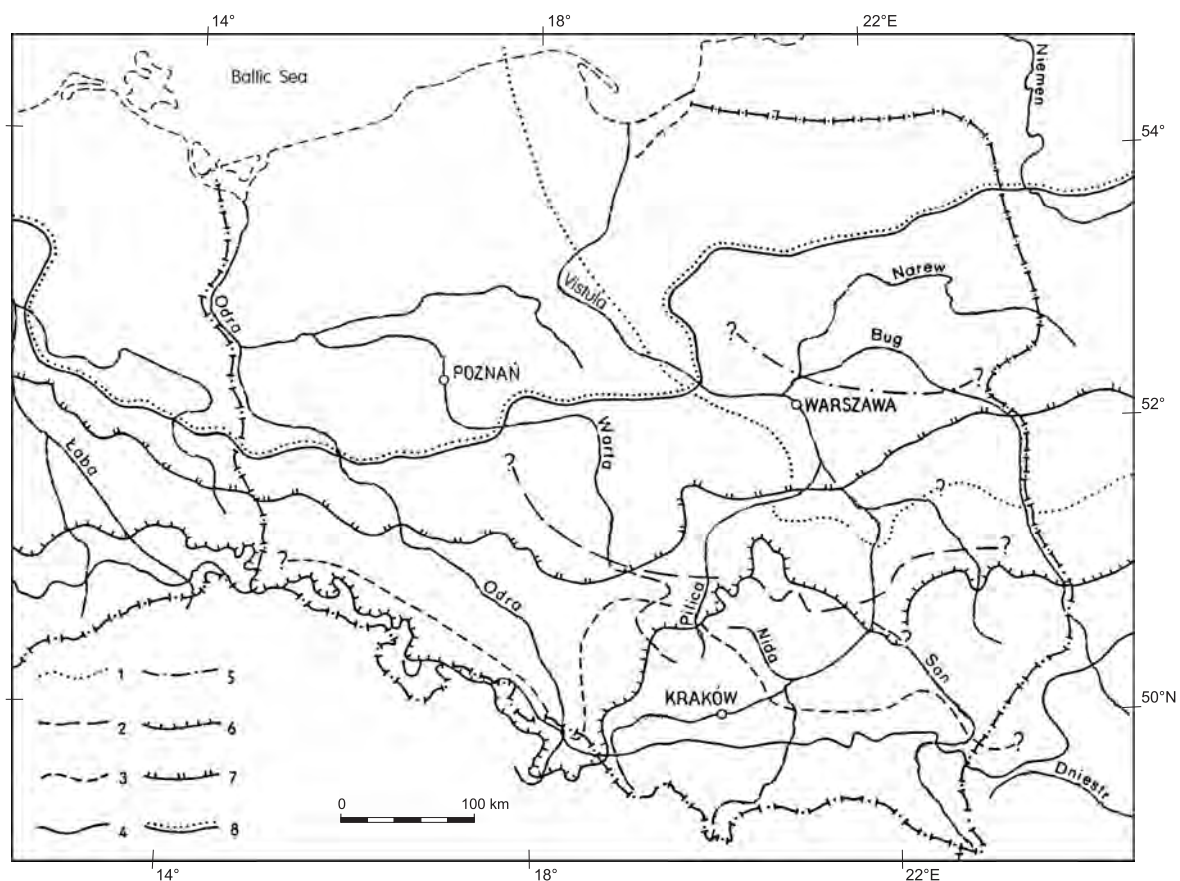 14°
18°
22°E
Baltic Sea
Niemen
54°
?
Narew
Vistula
Odra
?
Bug
?
POZNAŃ
WARSZAWA
52°
Warta
Łaba
?
?
?
?
Odra
Pilica
Nida
?
San
KRAKÓW
50°N
?
Dniestr
1
5
2
6
3
7
4
8
0
100 km
14°
18°
22°E